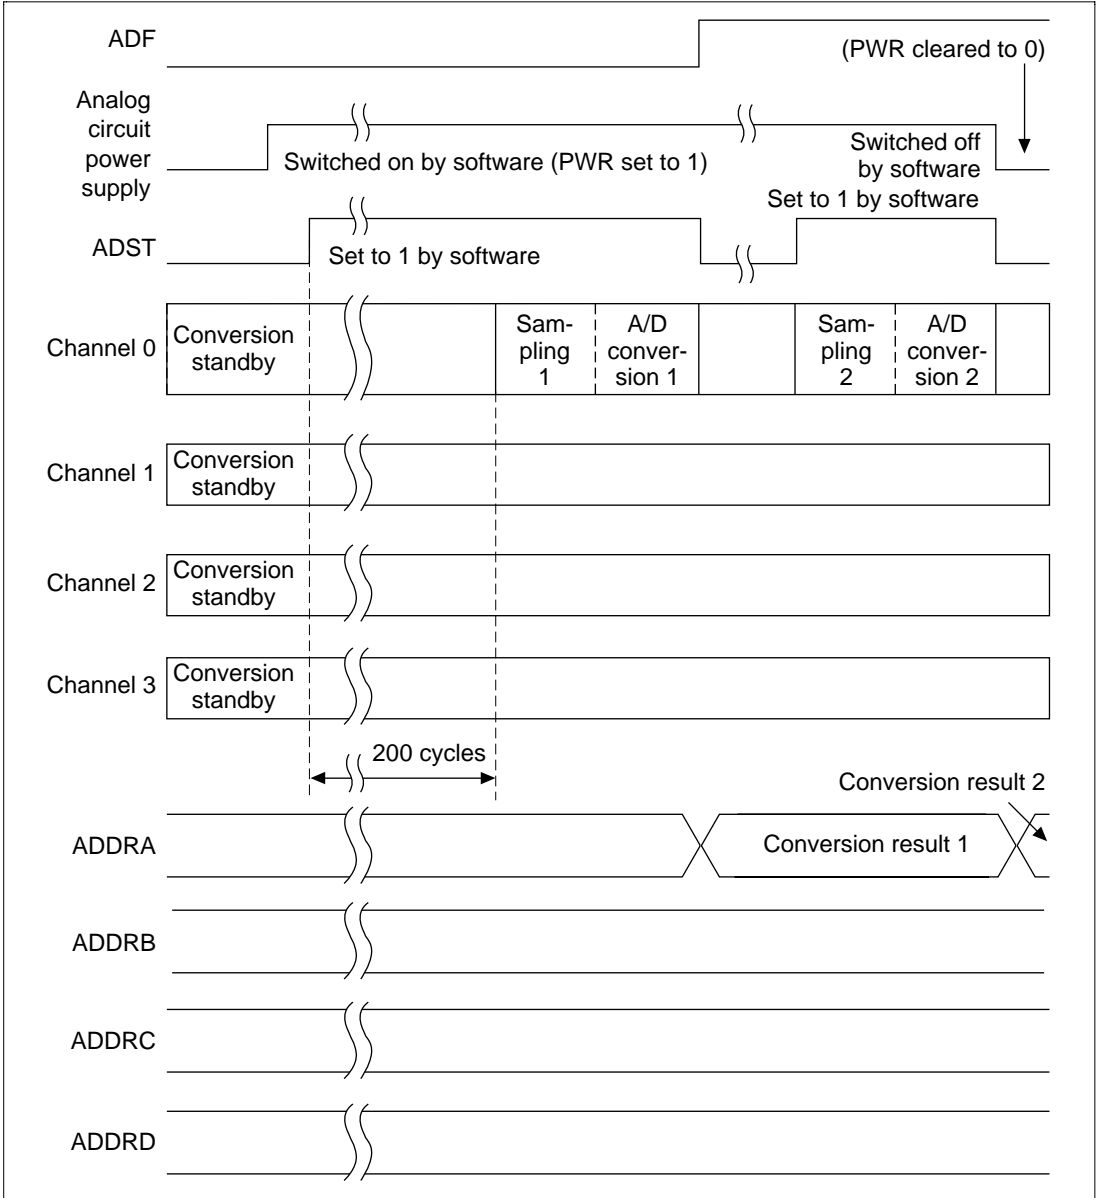 ADF
(PWR cleared to 0)
Analog
circuit
power
supply
Switched on by software (PWR set to 1)
Switched off
by software
Set to 1 by software
ADST
Set to 1 by software
Channel 0
Conversion
standby
Sam-
pling
1
A/D
conver-
sion 1
Sam-
pling
2
A/D
conver-
sion 2
Channel 1
Conversion
standby
Channel 2
Conversion
standby
Channel 3
Conversion
standby
200 cycles
Conversion result 2
ADDRA
Conversion result 1
ADDRB
ADDRC
ADDRD